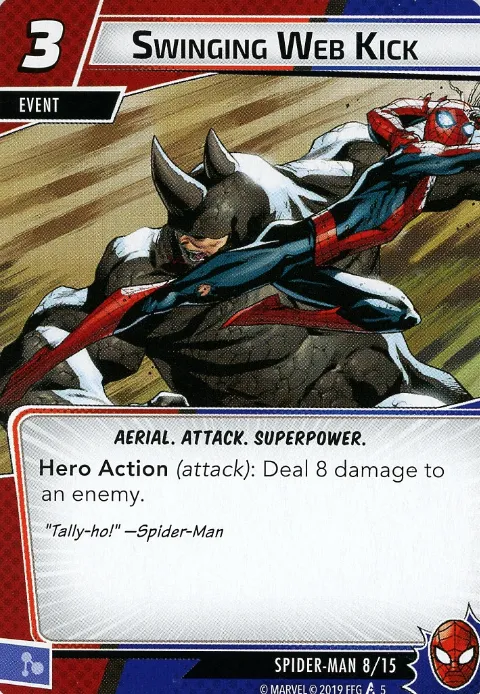 3
SWINGING WEB KICK
EVENT
AERIAL. ATTACK. SUPERPOWER.
Hero Action (attack): Deal 8 damage to
an enemy.
"Tally-ho!" —Spider-Man
SPIDER-MAN 8/15
© MARVEL © 2019 FFG 5